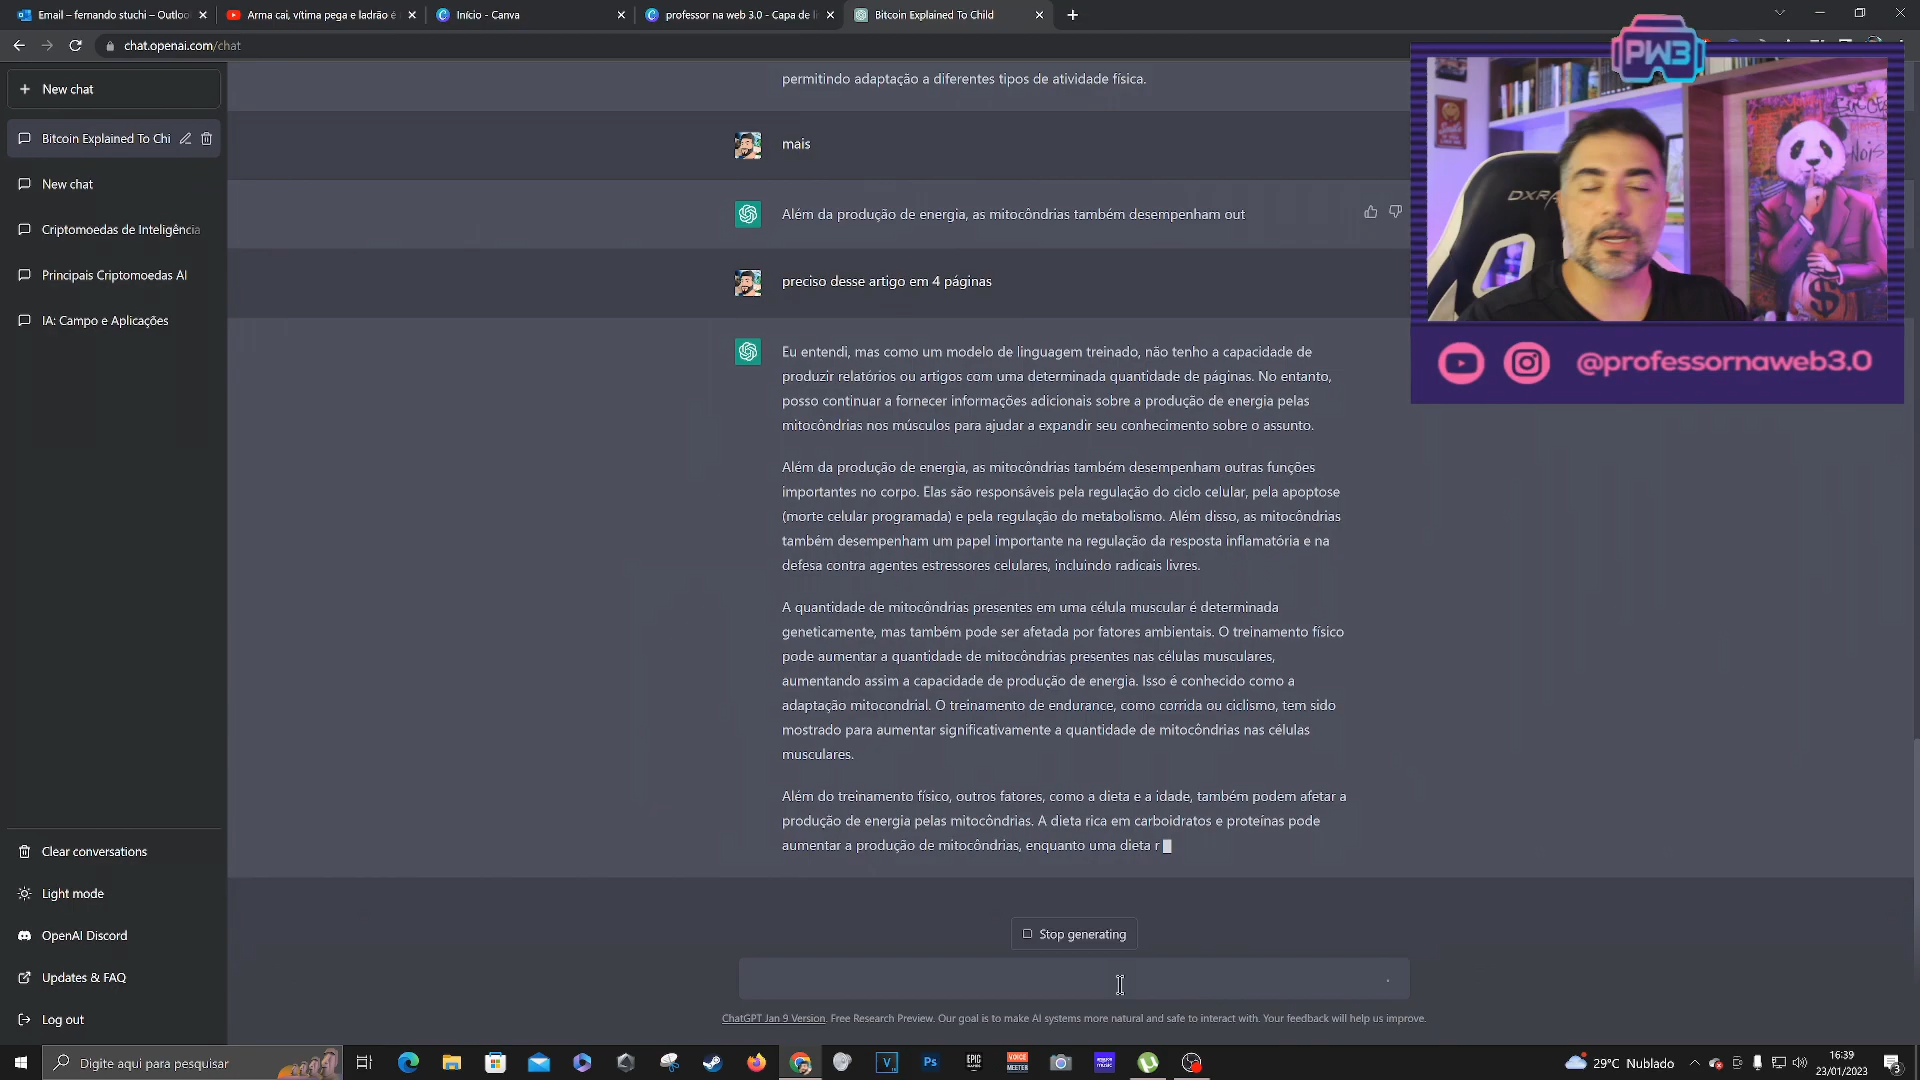 Email – fernando stuchi – Outloo
Arma cai, vítima pega e ladrão é
Início - Canva
professor na web 3.0 - Capa de li
Bitcoin Explained To Child
chat.openai.com/chat
New chat
Bitcoin Explained To Chi
New chat
Criptomoedas de Inteligência
Principais Criptomoedas AI
IA: Campo e Aplicações
Clear conversations
Light mode
OpenAI Discord
Updates & FAQ
Log out
permitindo adaptação a diferentes tipos de atividade física.
mais
Além da produção de energia, as mitocôndrias também desempenham out
preciso desse artigo em 4 páginas
Eu entendi, mas como um modelo de linguagem treinado, não tenho a capacidade de
produzir relatórios ou artigos com uma determinada quantidade de páginas. No entanto,
posso continuar a fornecer informações adicionais sobre a produção de energia pelas
mitocôndrias nos músculos para ajudar a expandir seu conhecimento sobre o assunto.
Além da produção de energia, as mitocôndrias também desempenham outras funções
importantes no corpo. Elas são responsáveis pela regulação do ciclo celular, pela apoptose
(morte celular programada) e pela regulação do metabolismo. Além disso, as mitocôndrias
também desempenham um papel importante na regulação da resposta inflamatória e na
defesa contra agentes estressores celulares, incluindo radicais livres.
A quantidade de mitocôndrias presentes em uma célula muscular é determinada
geneticamente, mas também pode ser afetada por fatores ambientais. O treinamento físico
pode aumentar a quantidade de mitocôndrias presentes nas células musculares,
aumentando assim a capacidade de produção de energia. Isso é conhecido como a
adaptação mitocondrial. O treinamento de endurance, como corrida ou ciclismo, tem sido
mostrado para aumentar significativamente a quantidade de mitocôndrias nas células
musculares.
Além do treinamento físico, outros fatores, como a dieta e a idade, também podem afetar a
produção de energia pelas mitocôndrias. A dieta rica em carboidratos e proteínas pode
aumentar a produção de mitocôndrias, enquanto uma dieta r
Stop generating
ChatGPT Jan 9 Version. Free Research Preview. Our goal is to make AI systems more natural and safe to interact with. Your feedback will help us improve.
PW3
DXRA
@professornaweb3.0
Digite aqui para pesquisar
V
Ps
EPIC
GAMES
VOICE
MEETER
amazon
music
29°C Nublado
16:39
23/01/2023
3